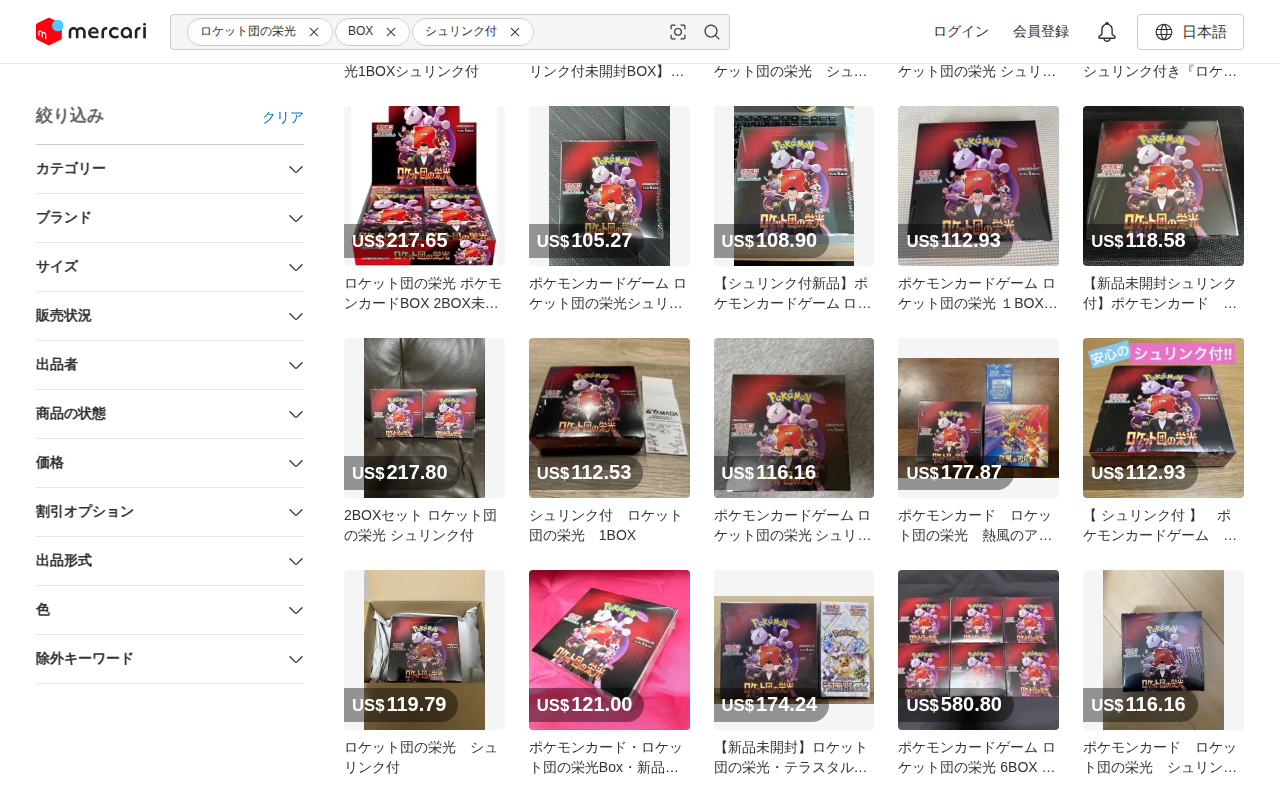 mercari
ロケット団の栄光
BOX
シュリンク付
ログイン
会員登録
日本語
光1BOXシュリンク付
リンク付未開封BOX】…
ケット団の栄光　シュ…
ケット団の栄光 シュリ…
シュリンク付き『ロケ…
絞り込み
クリア
カテゴリー
ブランド
サイズ
販売状況
出品者
商品の状態
価格
割引オプション
出品形式
色
除外キーワード
US$217.65
US$105.27
US$108.90
US$112.93
US$118.58
ロケット団の栄光 ポケモ
ンカードBOX 2BOX未…
ポケモンカードゲーム ロ
ケット団の栄光シュリ…
【シュリンク付新品】ポ
ケモンカードゲーム ロ…
ポケモンカードゲーム ロ
ケット団の栄光 １BOX…
【新品未開封シュリンク
付】ポケモンカード　…
安心の シュリンク付!!
US$217.80
US$112.53
US$116.16
US$177.87
US$112.93
2BOXセット ロケット団
の栄光 シュリンク付
シュリンク付　ロケット
団の栄光　1BOX
ポケモンカードゲーム ロ
ケット団の栄光 シュリ…
ポケモンカード　ロケッ
ト団の栄光　熱風のア…
【 シュリンク付 】　ポ
ケモンカードゲーム　…
US$119.79
US$121.00
US$174.24
US$580.80
US$116.16
ロケット団の栄光　シュ
リンク付
ポケモンカード・ロケッ
ト団の栄光Box・新品…
【新品未開封】ロケット
団の栄光・テラスタル…
ポケモンカードゲーム ロ
ケット団の栄光 6BOX …
ポケモンカード　ロケッ
ト団の栄光　シュリン…